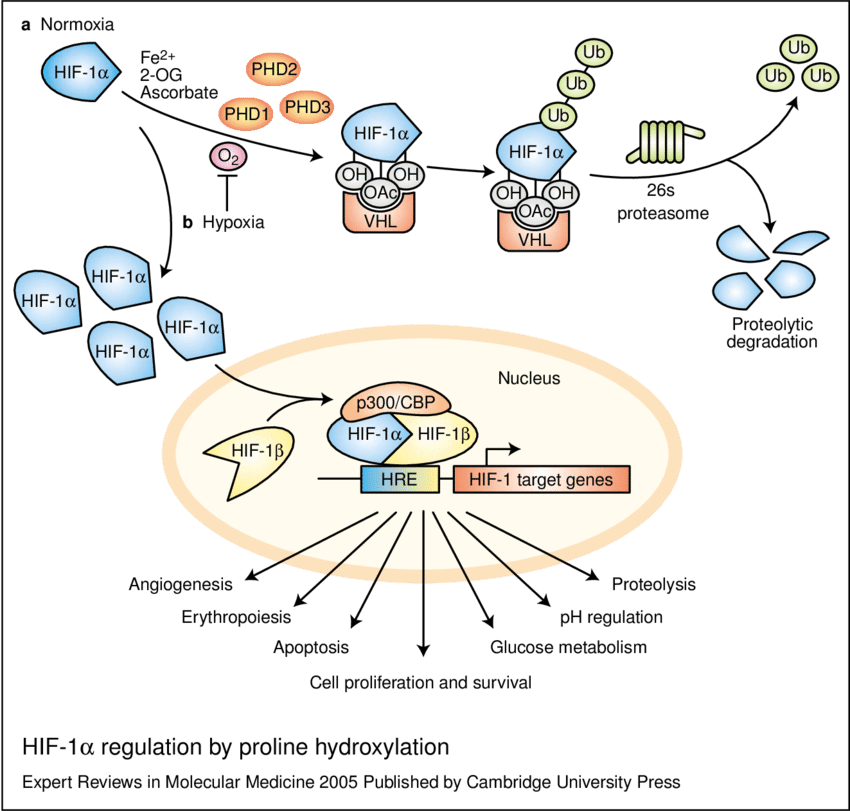 a Normoxia
HIF-1α
Fe2+
2-OG
Ascorbate
PHD2
PHD1
PHD3
O2
b Hypoxia
HIF-1α
OH
OH
OAc
VHL
Ub
Ub
Ub
HIF-1α
OH
OH
OAc
VHL
26s
proteasome
Ub
Ub
Ub
Proteolytic
degradation
HIF-1α
HIF-1α
HIF-1α
HIF-1α
Nucleus
p300/CBP
HIF-1α
HIF-1β
HIF-1β
HRE
HIF-1 target genes
Angiogenesis
Erythropoiesis
Apoptosis
Cell proliferation and survival
Glucose metabolism
pH regulation
Proteolysis
HIF-1α regulation by proline hydroxylation
Expert Reviews in Molecular Medicine 2005 Published by Cambridge University Press